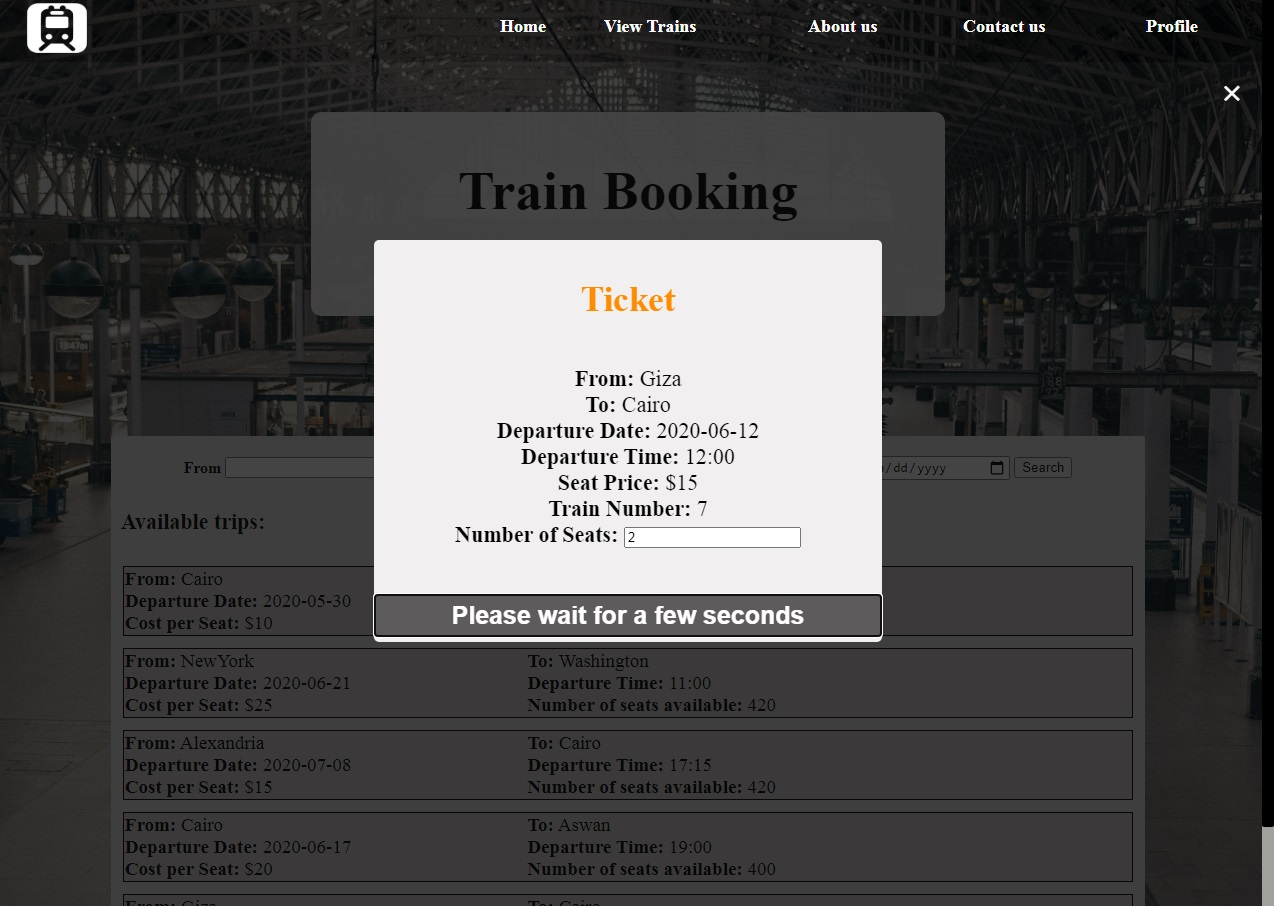 Home View Trains About us Contact us Profile
×
Train Booking
Ticket
From: Giza
To: Cairo
Departure Date: 2020-06-12
Departure Time: 12:00
Seat Price: $15
Train Number: 7
Number of Seats: 2
Please wait for a few seconds
From /dd/yyyy Search
Available trips:
From: Cairo
Departure Date: 2020-05-30
Cost per Seat: $10
From: NewYork To: Washington
Departure Date: 2020-06-21 Departure Time: 11:00
Cost per Seat: $25 Number of seats available: 420
From: Alexandria To: Cairo
Departure Date: 2020-07-08 Departure Time: 17:15
Cost per Seat: $15 Number of seats available: 420
From: Cairo To: Aswan
Departure Date: 2020-06-17 Departure Time: 19:00
Cost per Seat: $20 Number of seats available: 400
From: Giza To: Cairo